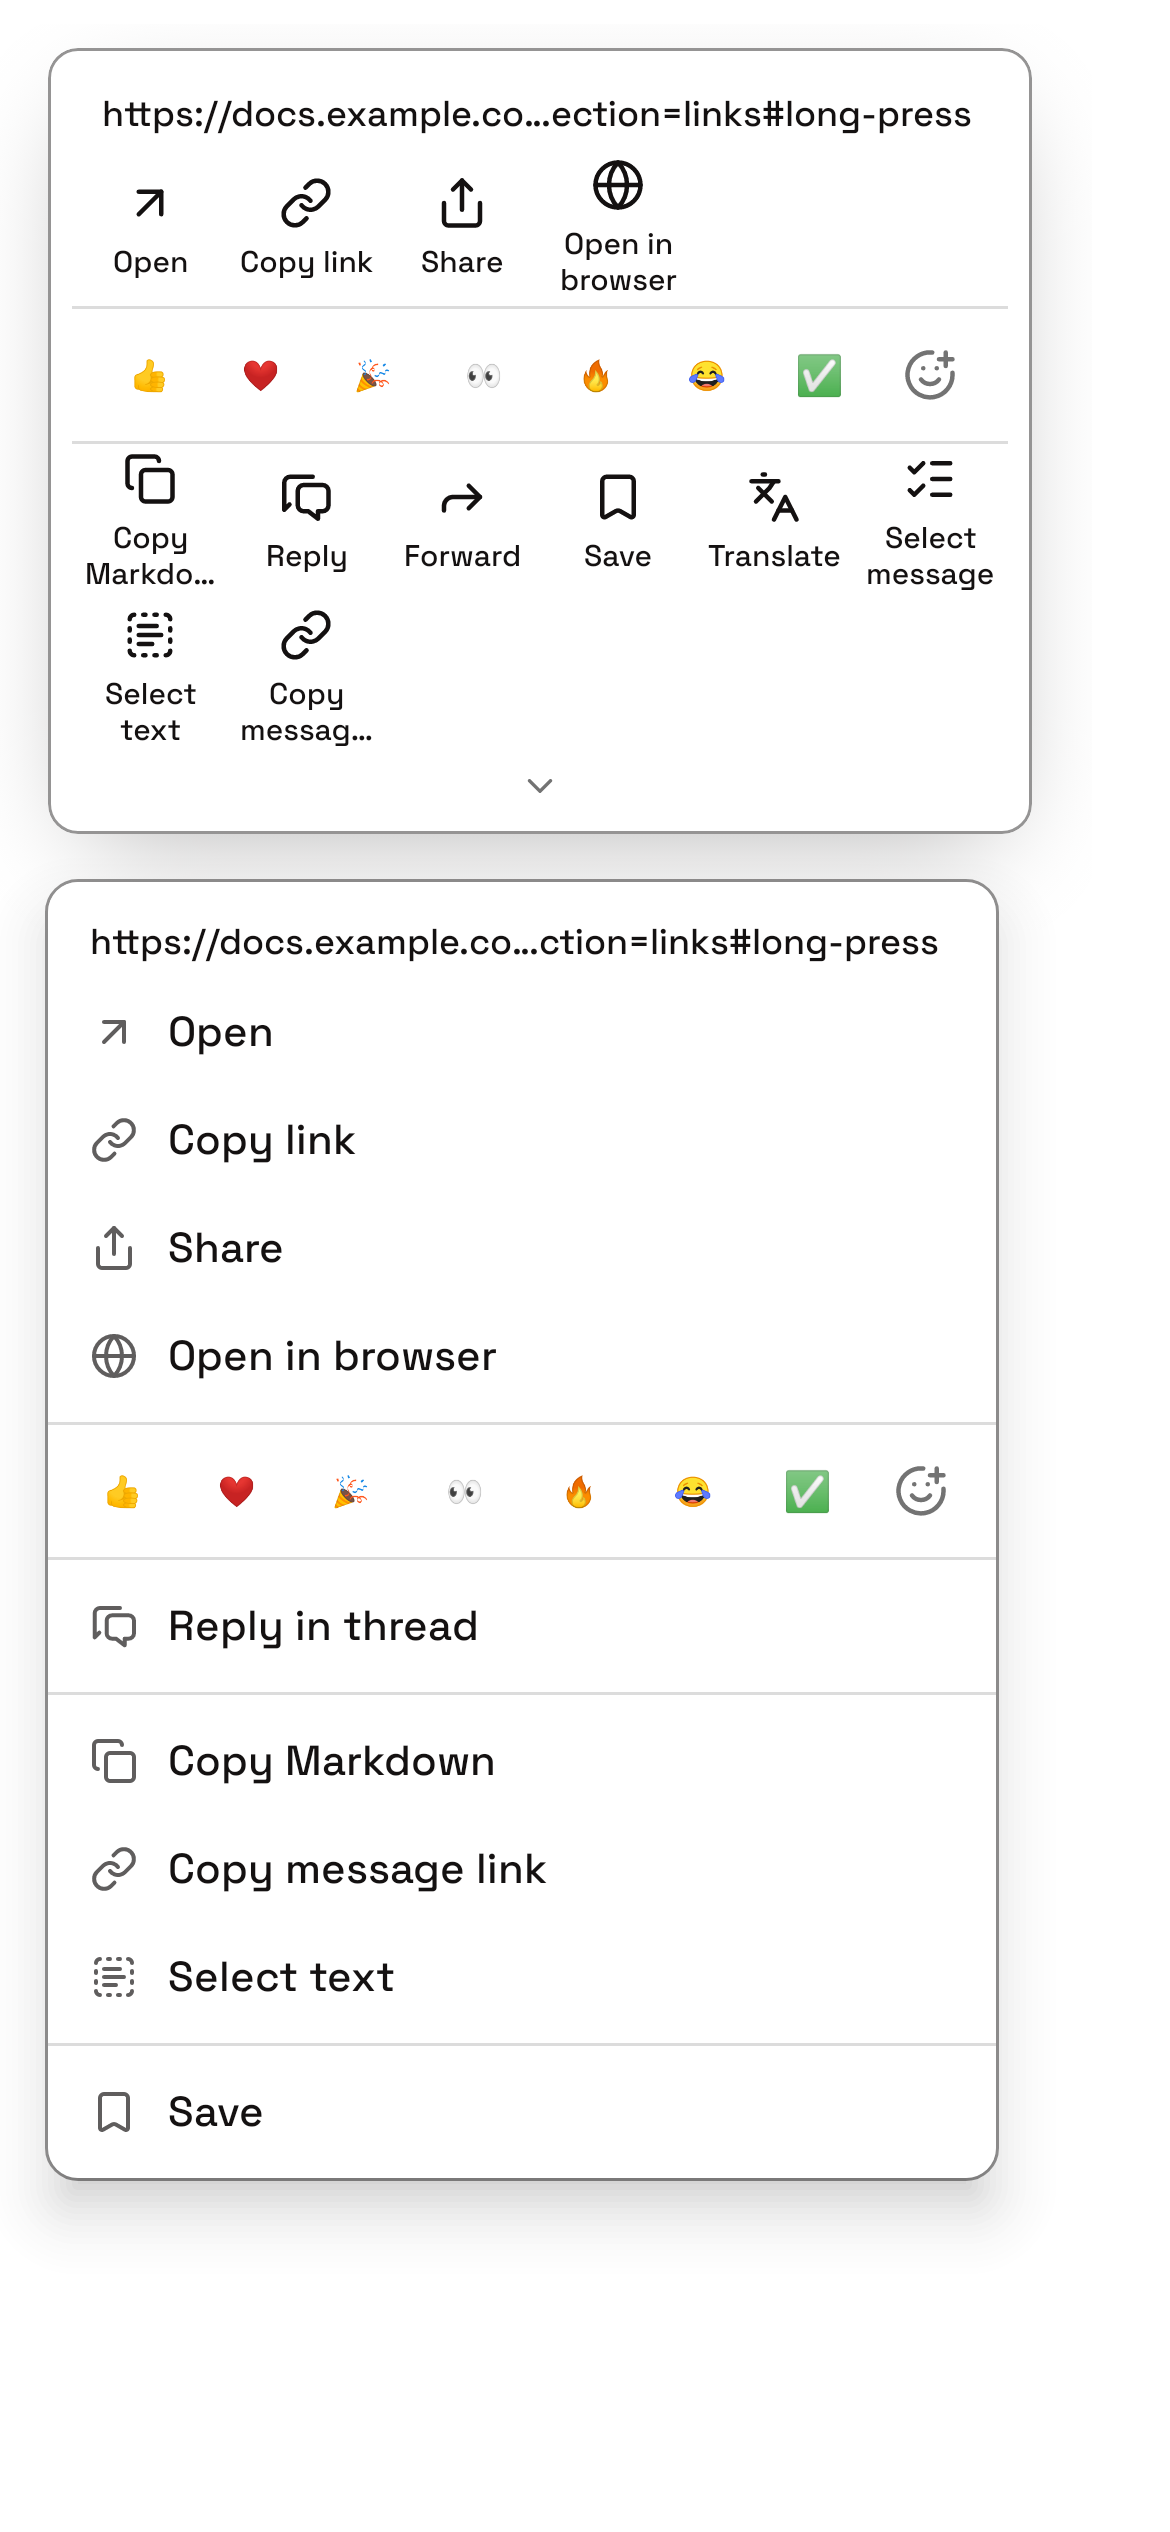 https://docs.example.co...ection=links#long-press
Open
Copy link
Share
Open in
browser
👍 ❤️ 🎉 👀 🔥 😂 ✅
Copy
Markdo...
Reply
Forward
Save
Translate
Select
message
Select
text
Copy
messag...
https://docs.example.co...ction=links#long-press
Open
Copy link
Share
Open in browser
👍 ❤️ 🎉 👀 🔥 😂 ✅
Reply in thread
Copy Markdown
Copy message link
Select text
Save